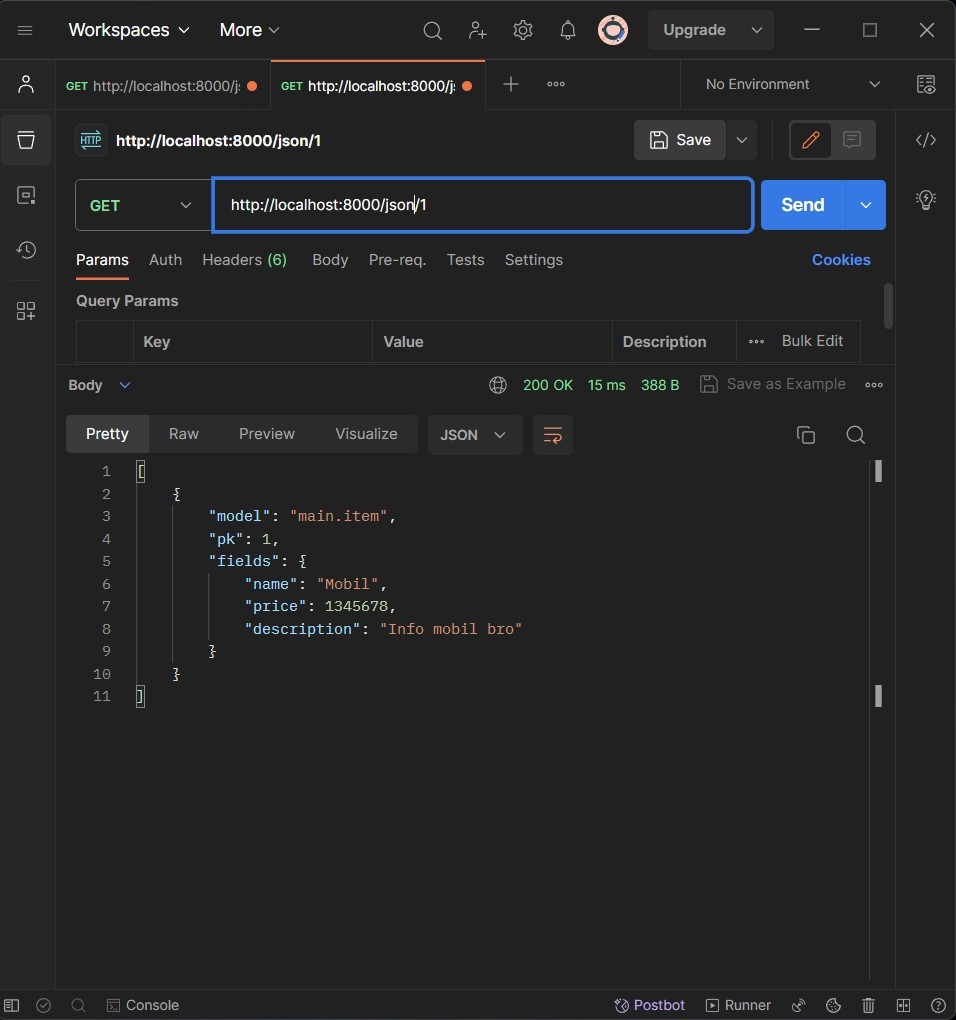 Workspaces More Upgrade
GET http://localhost:8000/j: GET http://localhost:8000/j: No Environment
HTTP http://localhost:8000/json/1 Save
GET http://localhost:8000/json/1 Send
Params Auth Headers (6) Body Pre-req. Tests Settings Cookies
Query Params
Key Value Description Bulk Edit
Body 200 OK 15 ms 388 B Save as Example
Pretty Raw Preview Visualize JSON
1 [
2 {
3 "model": "main.item",
4 "pk": 1,
5 "fields": {
6 "name": "Mobil",
7 "price": 1345678,
8 "description": "Info mobil bro"
9 }
10 }
11 ]
Console Postbot Runner